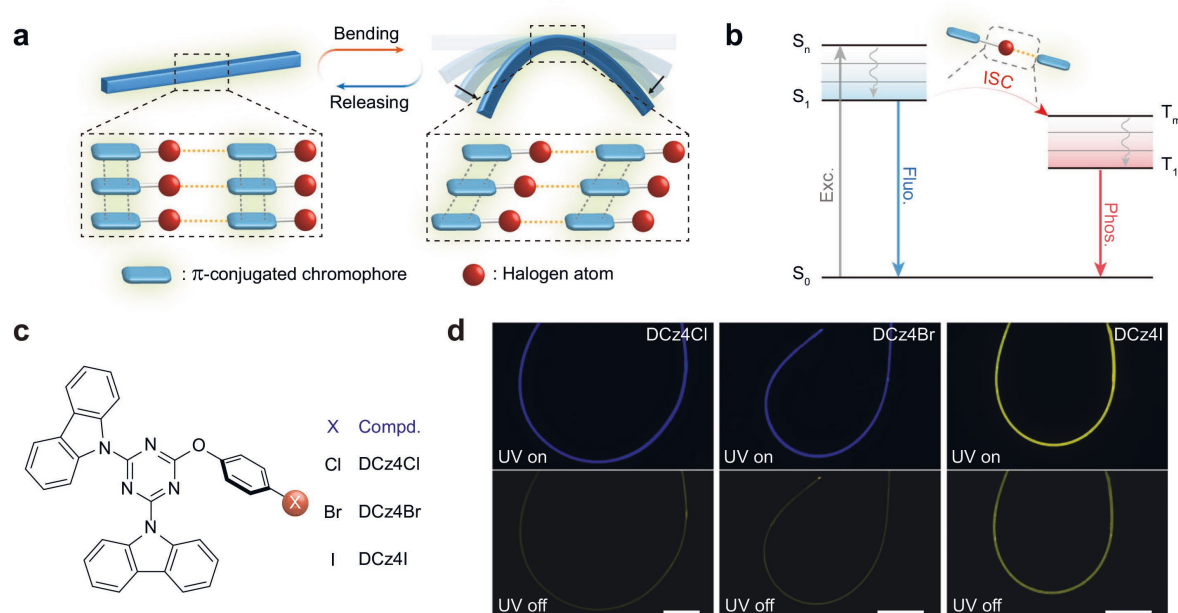 a
Bending
Releasing
: π-conjugated chromophore
: Halogen atom
b
Sn
S1
S0
Exc.
Fluo.
ISC
Tm
T1
Phos.
c
N
N
N
N
N
O
X
X Compd.
Cl DCz4Cl
Br DCz4Br
I DCz4I
d
DCz4Cl
DCz4Br
DCz4I
UV on
UV on
UV on
UV off
UV off
UV off